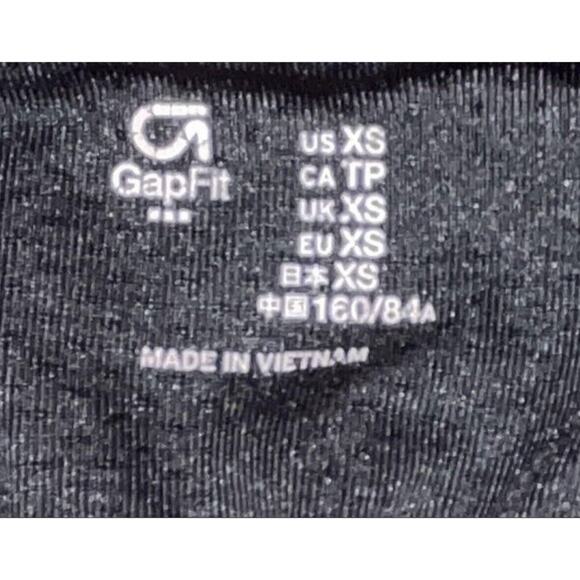 GapFit
US XS
CA TP
UK XS
EU XS
日本 XS
中国 160/84A
MADE IN VIETNAM